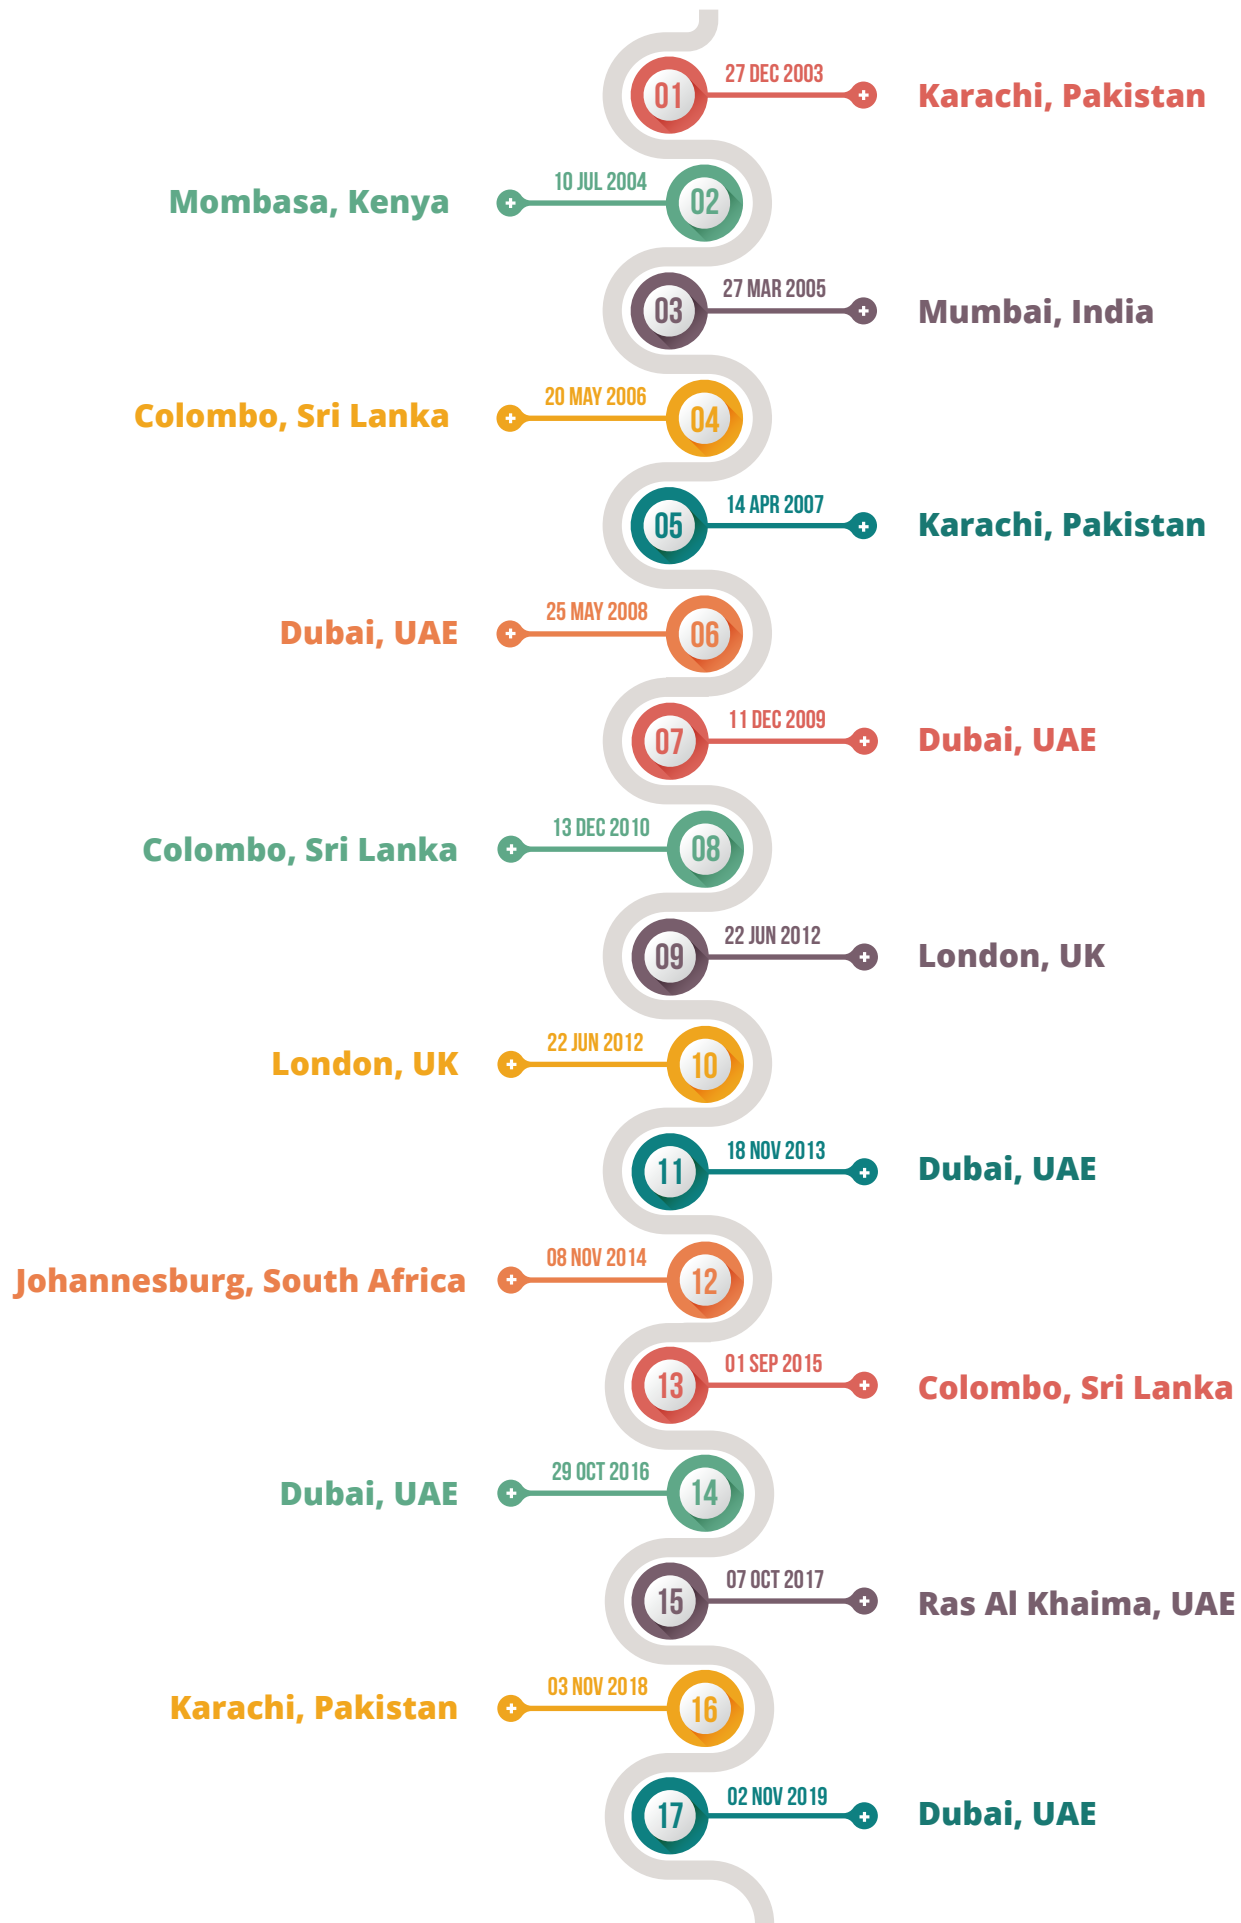 01
27 DEC 2003
Karachi, Pakistan
Mombasa, Kenya
10 JUL 2004
02
03
27 MAR 2005
Mumbai, India
Colombo, Sri Lanka
20 MAY 2006
04
05
14 APR 2007
Karachi, Pakistan
Dubai, UAE
25 MAY 2008
06
07
11 DEC 2009
Dubai, UAE
Colombo, Sri Lanka
13 DEC 2010
08
09
22 JUN 2012
London, UK
London, UK
22 JUN 2012
10
11
18 NOV 2013
Dubai, UAE
Johannesburg, South Africa
08 NOV 2014
12
13
01 SEP 2015
Colombo, Sri Lanka
Dubai, UAE
29 OCT 2016
14
15
07 OCT 2017
Ras Al Khaima, UAE
Karachi, Pakistan
03 NOV 2018
16
17
02 NOV 2019
Dubai, UAE